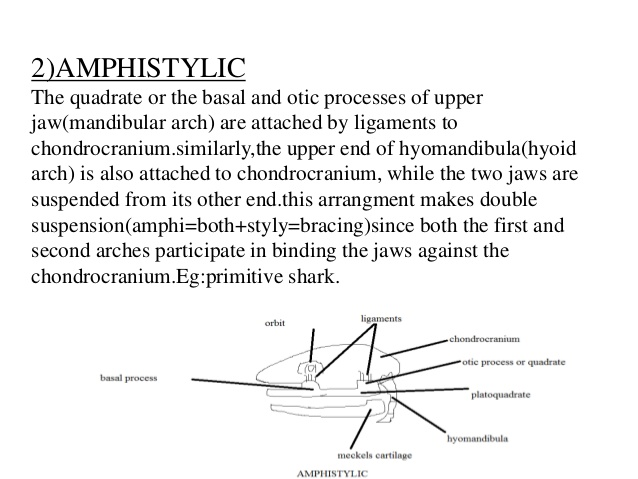 2)AMPHISTYLIC
The quadrate or the basal and otic processes of upper
jaw(mandibular arch) are attached by ligaments to
chondrocranium.similarly,the upper end of hyomandibula(hyoid
arch) is also attached to chondrocranium, while the two jaws are
suspended from its other end.this arrangment makes double
suspension(amphi=both+styly=bracing)since both the first and
second arches participate in binding the jaws against the
chondrocranium.Eg:primitive shark.
orbit
ligaments
chondrocranium
otic process or quadrate
basal process
platoquadrate
hyomandibula
meckels cartilage
AMPHISTYLIC